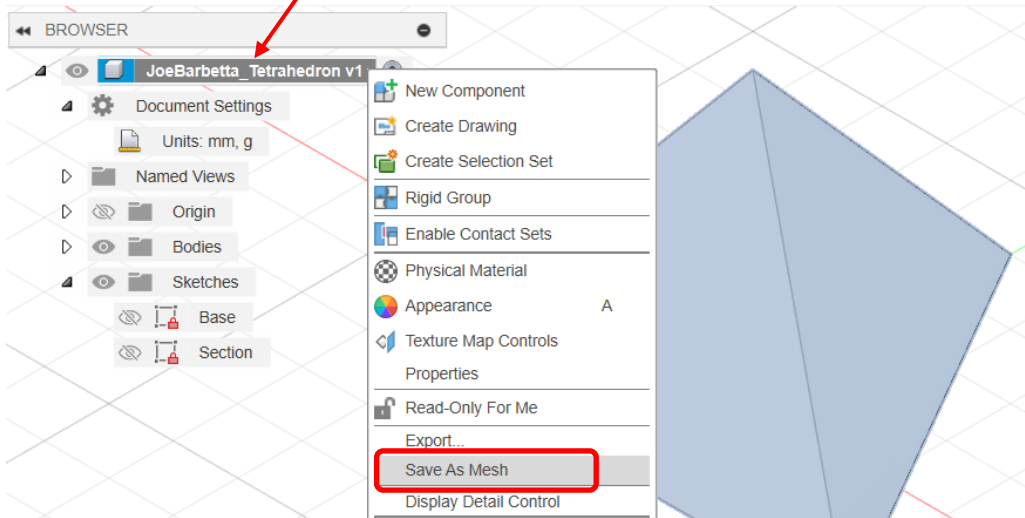 BROWSER
JoeBarbetta_Tetrahedron v1
Document Settings
Units: mm, g
Named Views
Origin
Bodies
Sketches
Base
Section
New Component
Create Drawing
Create Selection Set
Rigid Group
Enable Contact Sets
Physical Material
Appearance A
Texture Map Controls
Properties
Read-Only For Me
Export...
Save As Mesh
Display Detail Control